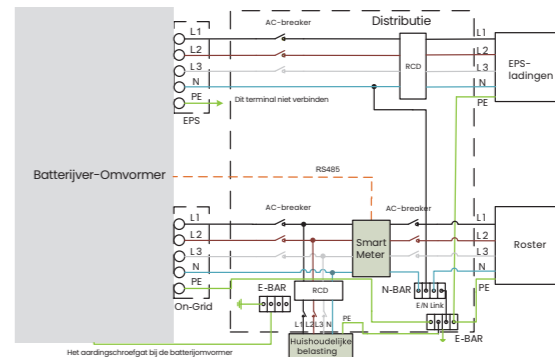 Distributie
AC-breaker
L1
L2
L3
N
PE
EPS
Dit terminal niet verbinden
RCD
L1
L2
L3
N
PE
EPS-
ladingen
Batterijver-Omvormer
RS485
AC-breaker
AC-breaker
L1
L2
L3
N
PE
On-Grid
Smart
Meter
L1
L2
L3
N
PE
Roster
E-BAR
RCD
N-BAR
E/N Link
L1 L2 L3 N
PE
E-BAR
Huishoudelijke
belasting
Het aardingschroefgat bij de batterijomvormer